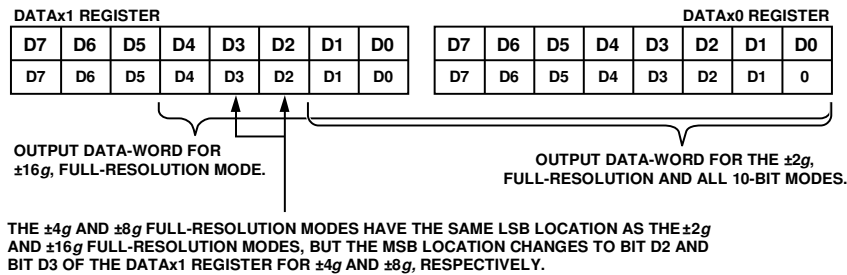 DATAx1 REGISTER DATAx0 REGISTER
D7 D6 D5 D4 D3 D2 D1 D0 D7 D6 D5 D4 D3 D2 D1 D0
D7 D6 D5 D4 D3 D2 D1 D0 D7 D6 D5 D4 D3 D2 D1 0
OUTPUT DATA-WORD FOR
±16g, FULL-RESOLUTION MODE.
OUTPUT DATA-WORD FOR THE ±2g,
FULL-RESOLUTION AND ALL 10-BIT MODES.
THE ±4g AND ±8g FULL-RESOLUTION MODES HAVE THE SAME LSB LOCATION AS THE ±2g
AND ±16g FULL-RESOLUTION MODES, BUT THE MSB LOCATION CHANGES TO BIT D2 AND
BIT D3 OF THE DATAx1 REGISTER FOR ±4g AND ±8g, RESPECTIVELY.